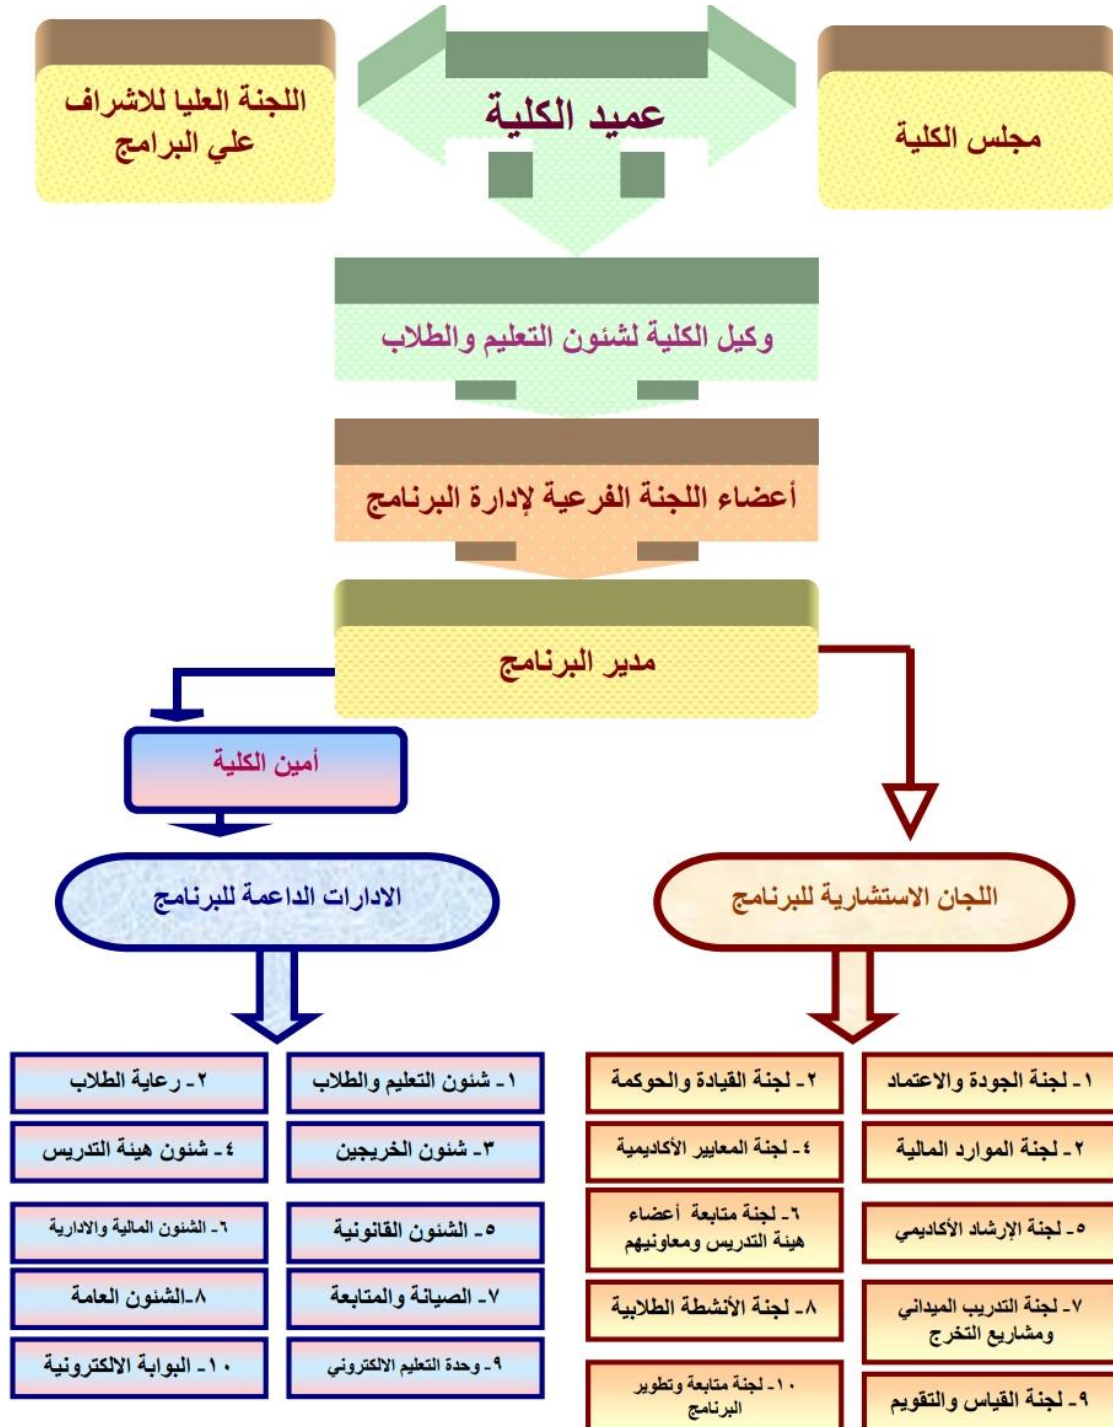 مجلس الكلية
عميد الكلية
اللجنة العليا للاشراف
علي البرامج
وكيل الكلية لشئون التعليم والطلاب
أعضاء اللجنة الفرعية لإدارة البرنامج
مدير البرنامج
أمين الكلية
اللجان الاستشارية للبرنامج
الادارات الداعمة للبرنامج
١- لجنة الجودة والاعتماد
٢- لجنة القيادة والحوكمة
٢- لجنة الموارد المالية
٤- لجنة المعايير الأكاديمية
٥- لجنة الإرشاد الأكاديمي
٦- لجنة متابعة أعضاء
هيئة التدريس ومعاونيهم
٧- لجنة التدريب الميداني
ومشاريع التخرج
٨- لجنة الأنشطة الطلابية
٩- لجنة القياس والتقويم
١٠- لجنة متابعة وتطوير
البرنامج
١- شئون التعليم والطلاب
٢- رعاية الطلاب
٣- شئون الخريجين
٤- شئون هيئة التدريس
٥- الشئون القانونية
٦- الشئون المالية والادارية
٧- الصيانة والمتابعة
٨-الشئون العامة
٩- وحدة التعليم الالكتروني
١٠- البوابة الالكترونية